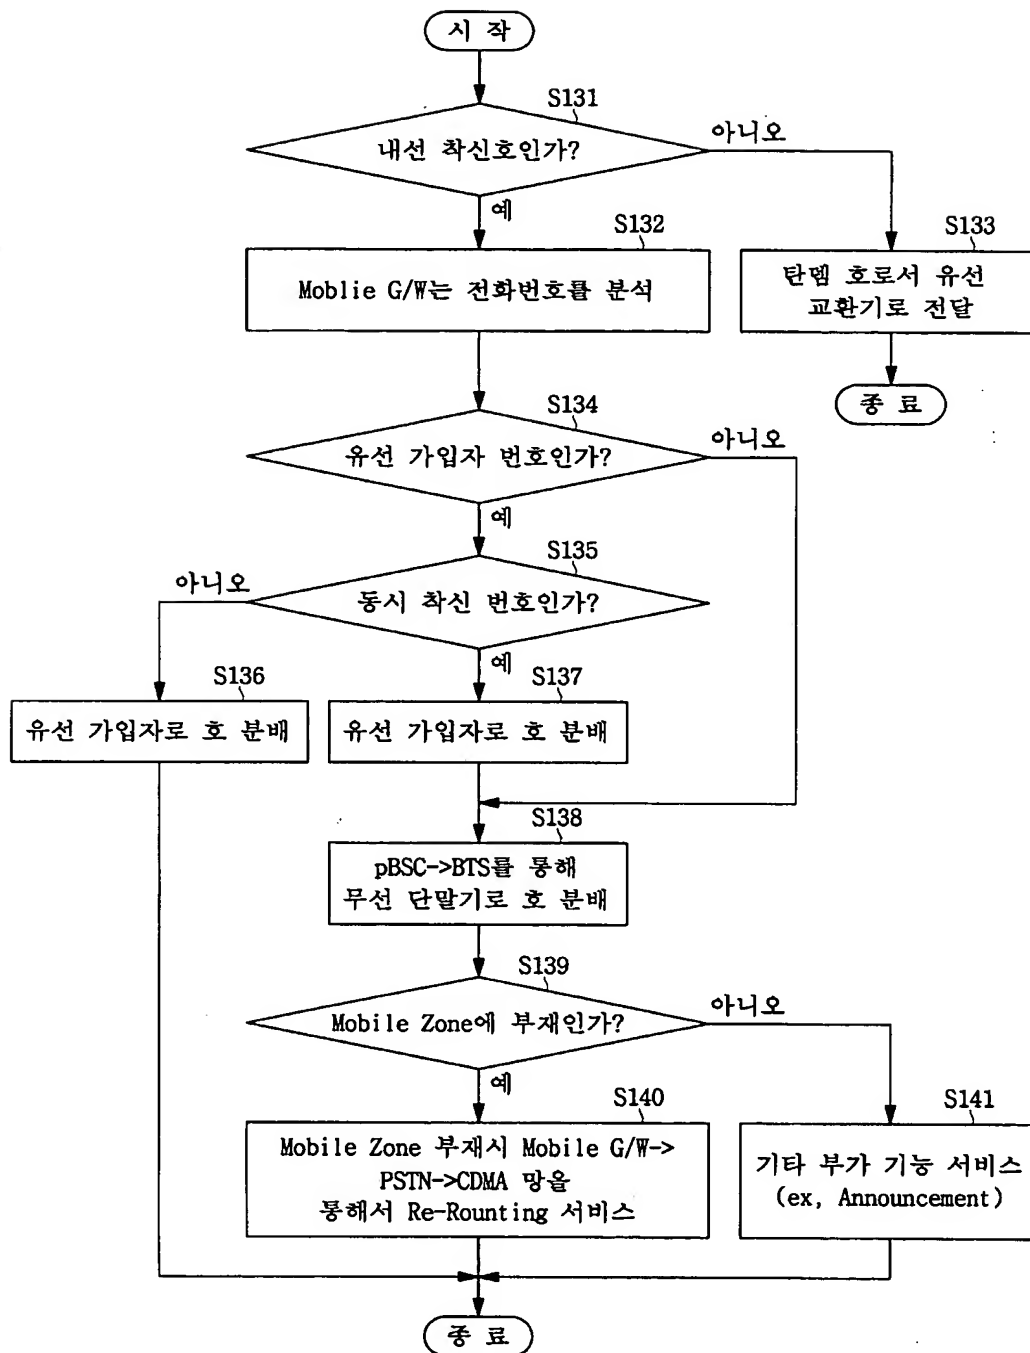 시 작
S131
내선 착신호인가?
아니오
예
S132
Moblie G/W는 전화번호를 분석
S133
탄뎀 호로서 유선
교환기로 전달
종 료
S134
유선 가입자 번호인가?
아니오
예
S135
동시 착신 번호인가?
아니오
예
S136
유선 가입자로 호 분배
S137
유선 가입자로 호 분배
S138
pBSC->BTS를 통해
무선 단말기로 호 분배
S139
Mobile Zone에 부재인가?
아니오
예
S140
Mobile Zone 부재시 Mobile G/W->
PSTN->CDMA 망을
통해서 Re-Rounting 서비스
S141
기타 부가 기능 서비스
(ex, Announcement)
종 료